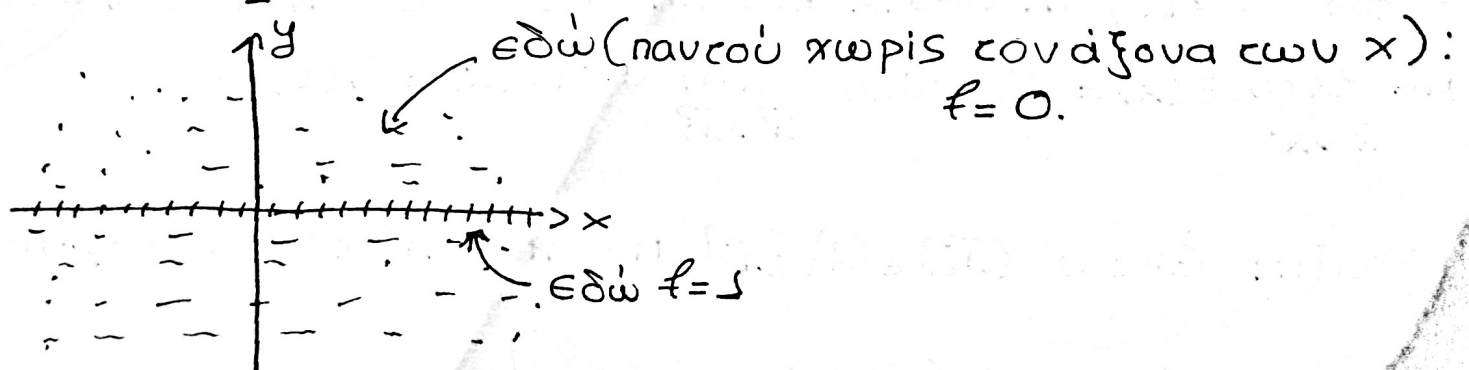 y
εδώ (παντού χωρίς τον άξονα των x):
f = 0.
x
εδώ f = 1